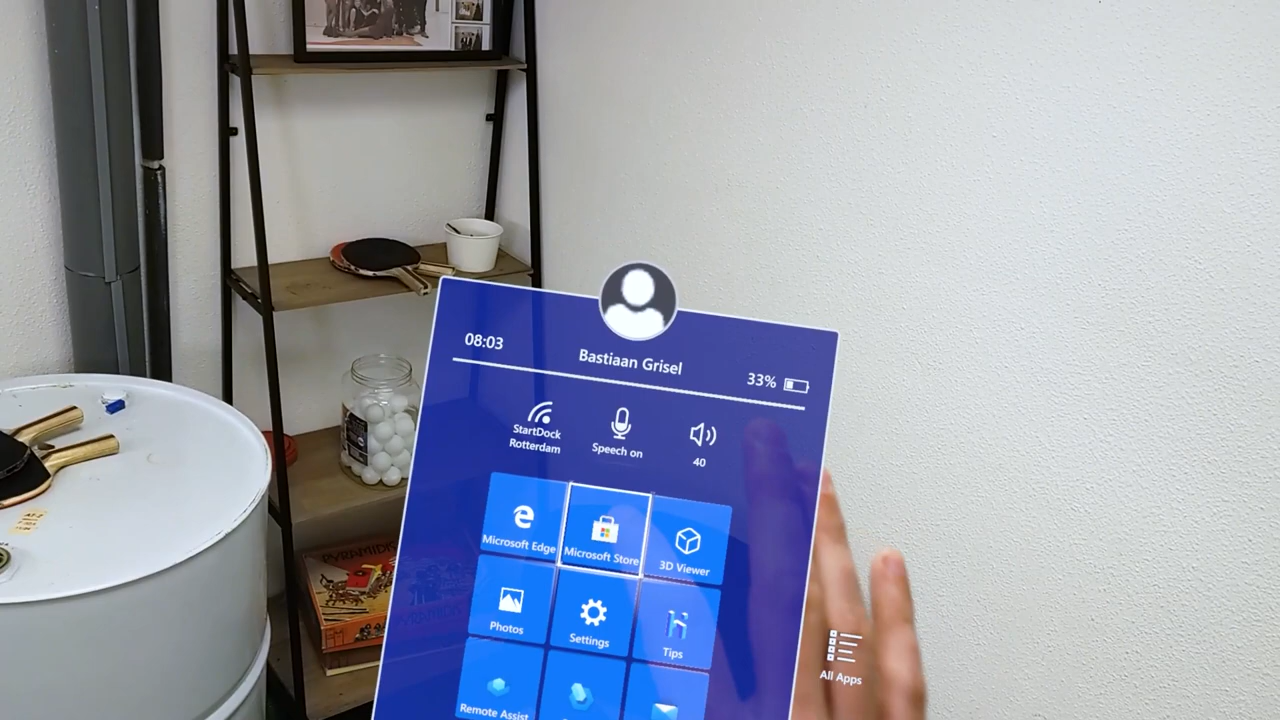 08:03
Bastiaan Grisel
33%
StartDock
Rotterdam
Speech on
40
Microsoft Edge
Microsoft Store
3D Viewer
Photos
Settings
Tips
Remote Assist
All Apps
PYRAMIDIS